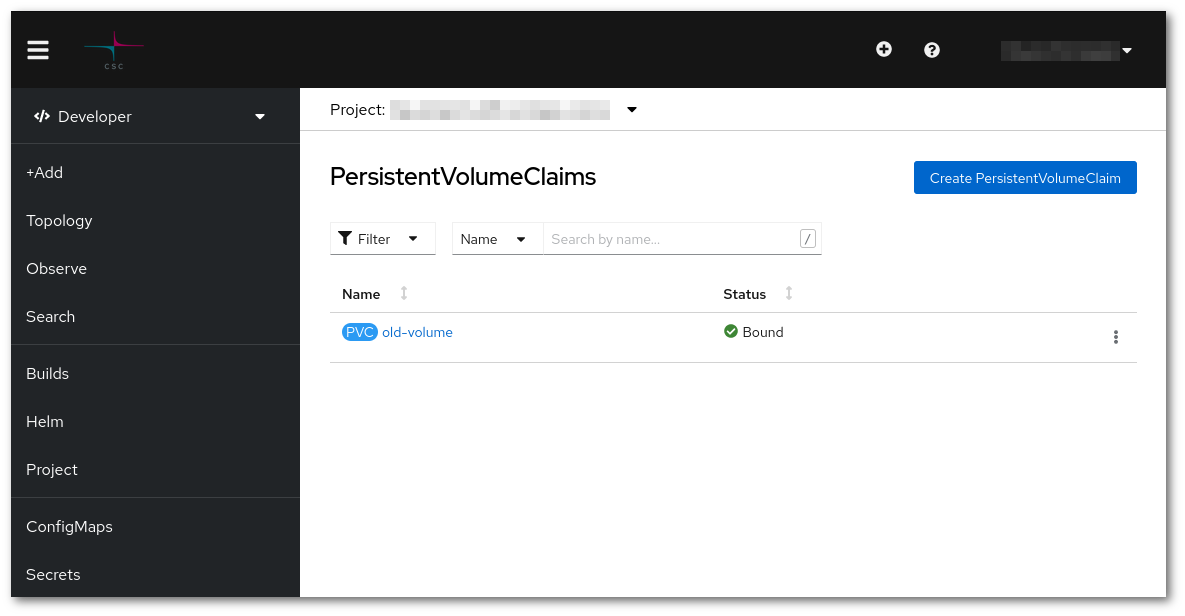 CSC
Developer
Project:
+Add
Topology
Observe
Search
Builds
Helm
Project
ConfigMaps
Secrets
PersistentVolumeClaims
Create PersistentVolumeClaim
Filter
Name
Search by name...
/
Name
Status
PVC old-volume
Bound